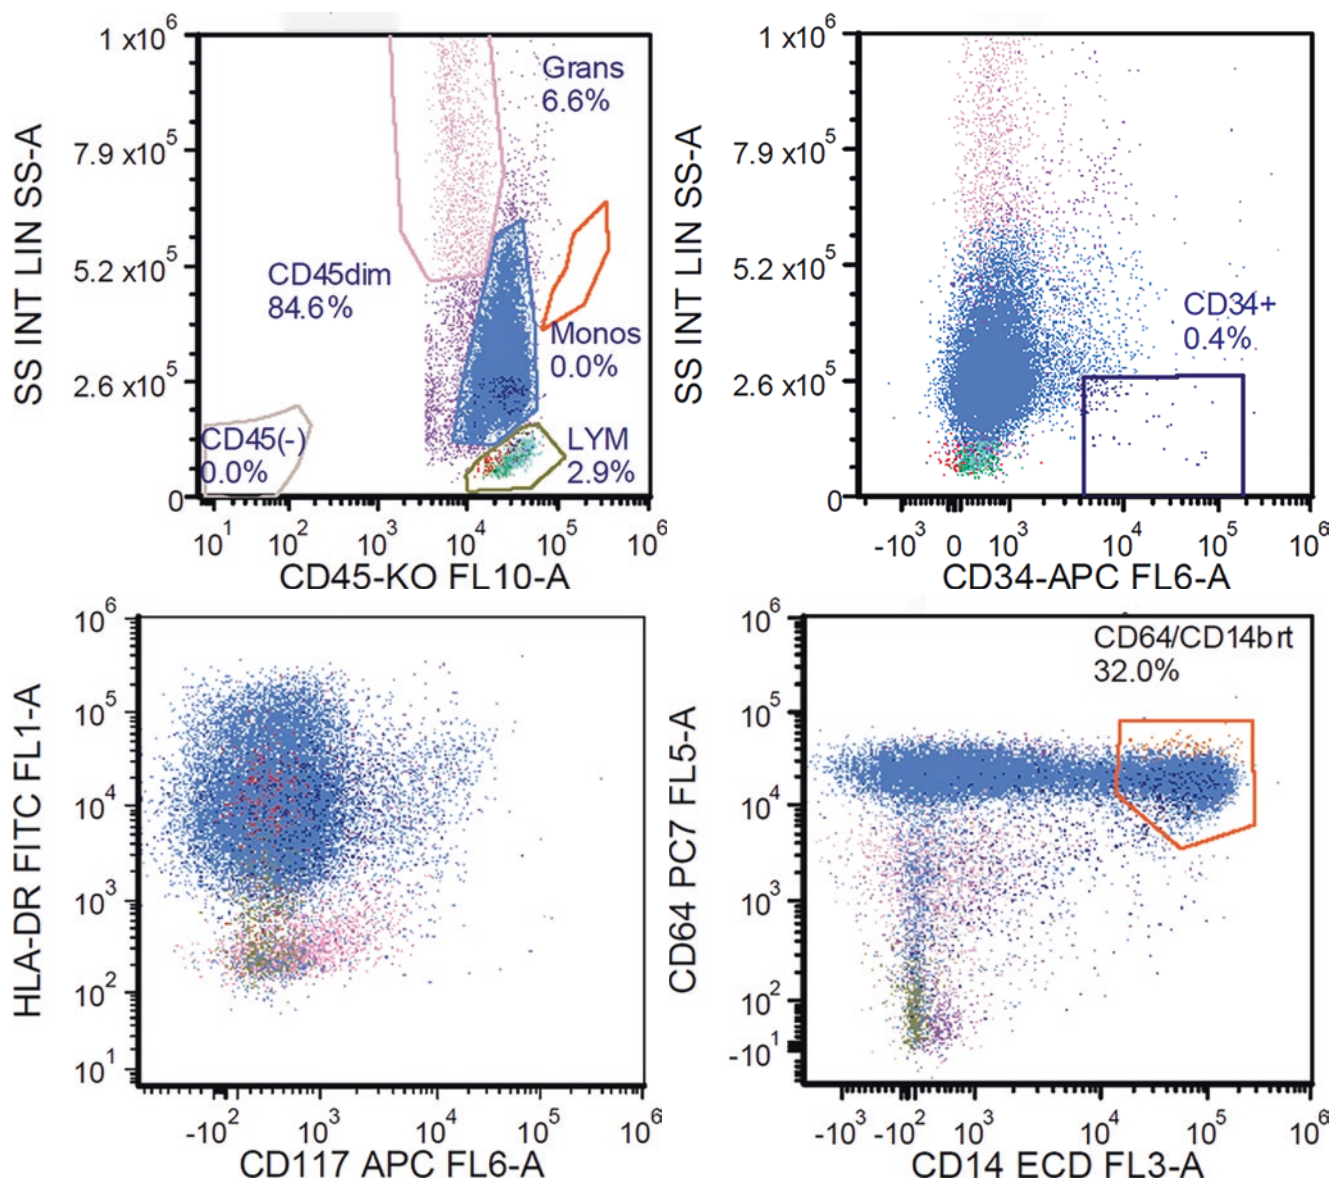 1 x10^6
7.9 x10^5
5.2 x10^5
2.6 x10^5
0
SS INT LIN SS-A
Grans
6.6%
CD45dim
84.6%
Monos
0.0%
CD45(-)
0.0%
LYM
2.9%
10^1 10^2 10^3 10^4 10^5 10^6
CD45-KO FL10-A
1 x10^6
7.9 x10^5
5.2 x10^5
2.6 x10^5
0
SS INT LIN SS-A
CD34+
0.4%
-10^3 0 10^3 10^4 10^5 10^6
CD34-APC FL6-A
10^6
10^5
10^4
10^3
10^2
10^1
HLA-DR FITC FL1-A
-10^2 10^3 10^4 10^5 10^6
CD117 APC FL6-A
10^6
10^5
10^4
10^3
10^2
-10^1
CD64 PC7 FL5-A
CD64/CD14brt
32.0%
-10^3 -10^2 10^3 10^4 10^5 10^6
CD14 ECD FL3-A